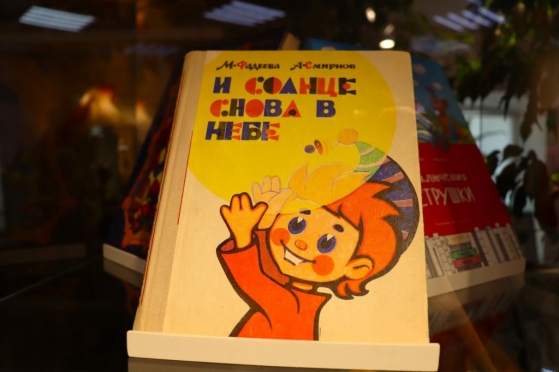 М. Фадеева А. Смирнов
И СОЛНЦЕ
СНОВА В
НЕБЕ